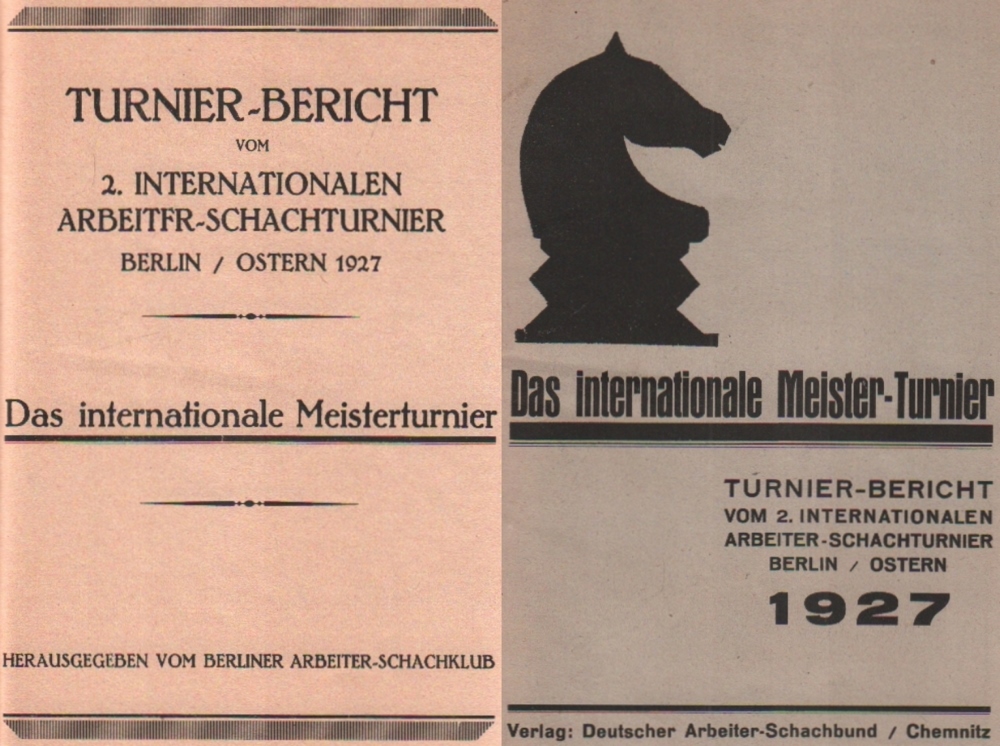 TURNIER-BERICHT
VOM
2. INTERNATIONALEN
ARBEITFR-SCHACHTURNIER
BERLIN / OSTERN 1927
Das internationale Meisterturnier
HERAUSGEGEBEN VOM BERLINER ARBEITER-SCHACHKLUB
Das internationale Meister-Turnier
TURNIER-BERICHT
VOM 2. INTERNATIONALEN
ARBEITER-SCHACHTURNIER
BERLIN / OSTERN
1927
Verlag: Deutscher Arbeiter-Schachbund / Chemnitz